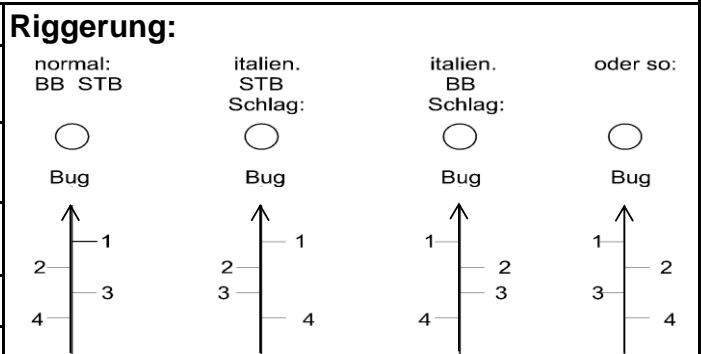 Riggerung:
normal: italien. italien. oder so:
BB STB STB BB
Schlag: Schlag:
Bug Bug Bug Bug
1 1 1 1
2 2 2 2
3 3 3 3
4 4 4 4